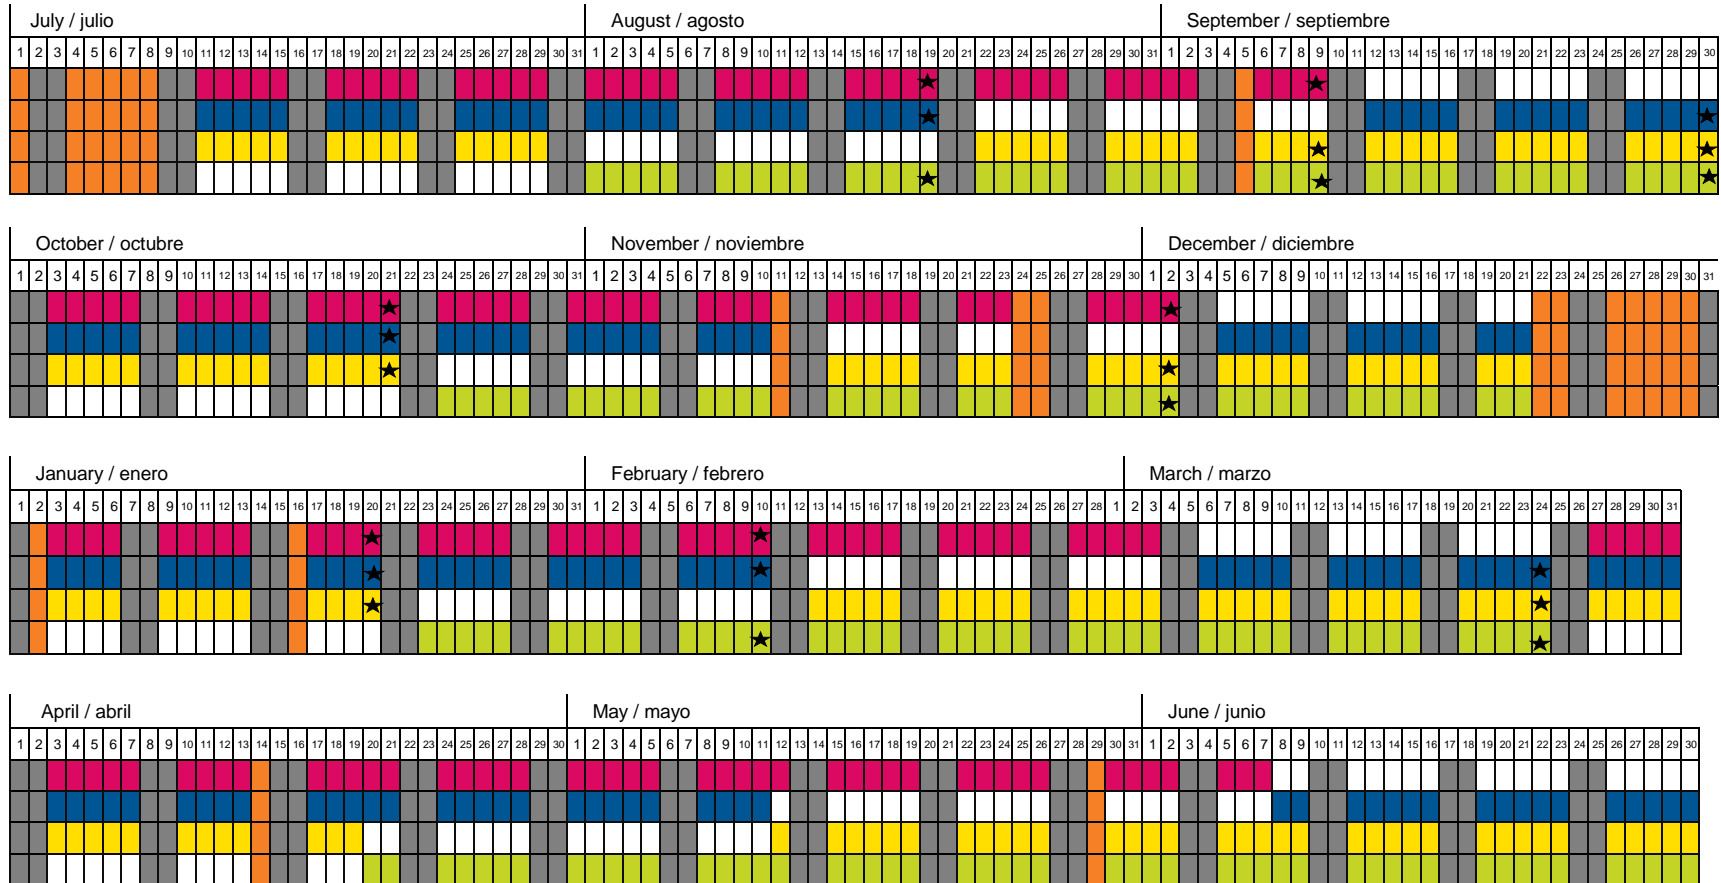 July / julio August / agosto September / septiembre
1 2 3 4 5 6 7 8 9 10 11 12 13 14 15 16 17 18 19 20 21 22 23 24 25 26 27 28 29 30 31 1 2 3 4 5 6 7 8 9 10 11 12 13 14 15 16 17 18 19 20 21 22 23 24 25 26 27 28 29 30 31 1 2 3 4 5 6 7 8 9 10 11 12 13 14 15 16 17 18 19 20 21 22 23 24 25 26 27 28 29 30
October / octubre November / noviembre December / diciembre
1 2 3 4 5 6 7 8 9 10 11 12 13 14 15 16 17 18 19 20 21 22 23 24 25 26 27 28 29 30 31 1 2 3 4 5 6 7 8 9 10 11 12 13 14 15 16 17 18 19 20 21 22 23 24 25 26 27 28 29 30 1 2 3 4 5 6 7 8 9 10 11 12 13 14 15 16 17 18 19 20 21 22 23 24 25 26 27 28 29 30 31
January / enero February / febrero March / marzo
1 2 3 4 5 6 7 8 9 10 11 12 13 14 15 16 17 18 19 20 21 22 23 24 25 26 27 28 29 30 31 1 2 3 4 5 6 7 8 9 10 11 12 13 14 15 16 17 18 19 20 21 22 23 24 25 26 27 28 1 2 3 4 5 6 7 8 9 10 11 12 13 14 15 16 17 18 19 20 21 22 23 24 25 26 27 28 29 30 31
April / abril May / mayo June / junio
1 2 3 4 5 6 7 8 9 10 11 12 13 14 15 16 17 18 19 20 21 22 23 24 25 26 27 28 29 30 1 2 3 4 5 6 7 8 9 10 11 12 13 14 15 16 17 18 19 20 21 22 23 24 25 26 27 28 29 30 31 1 2 3 4 5 6 7 8 9 10 11 12 13 14 15 16 17 18 19 20 21 22 23 24 25 26 27 28 29 30